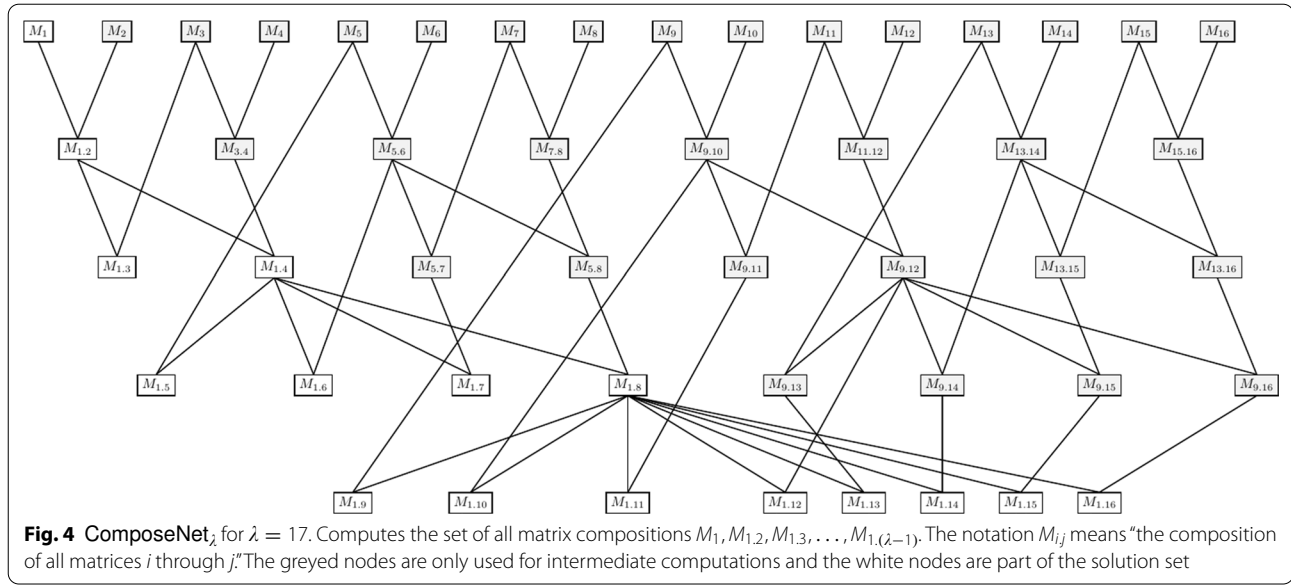 M1 M2 M3 M4 M5 M6 M7 M8 M9 M10 M11 M12 M13 M14 M15 M16
M1.2 M3.4 M5.6 M7.8 M9.10 M11.12 M13.14 M15.16
M1.3 M1.4 M5.7 M5.8 M9.11 M9.12 M13.15 M13.16
M1.5 M1.6 M1.7 M1.8 M9.13 M9.14 M9.15 M9.16
M1.9 M1.10 M1.11 M1.12 M1.13 M1.14 M1.15 M1.16
Fig. 4 ComposeNetλ for λ = 17. Computes the set of all matrix compositions M1, M1.2, M1.3, . . . , M1.(λ−1). The notation Mi.j means “the composition
of all matrices i through j.” The greyed nodes are only used for intermediate computations and the white nodes are part of the solution set